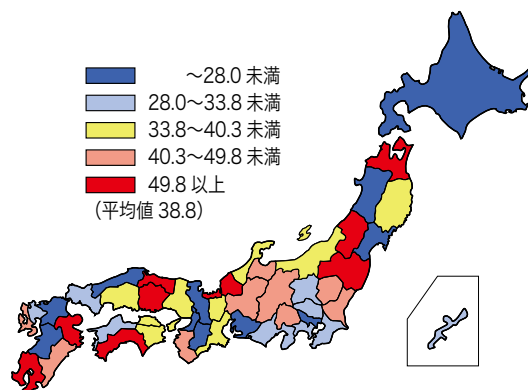 ～28.0 未満
28.0～33.8 未満
33.8～40.3 未満
40.3～49.8 未満
49.8 以上
（平均値 38.8）